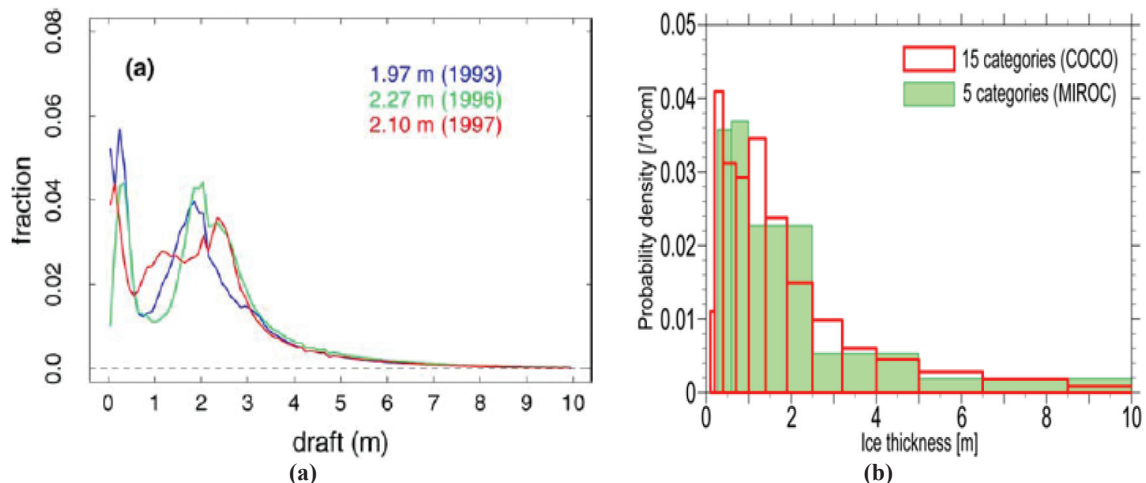 0.08
0.06
0.04
0.02
0.0
fraction
(a)
1.97 m (1993)
2.27 m (1996)
2.10 m (1997)
0 1 2 3 4 5 6 7 8 9 10
draft (m)
(a)
0.05
0.04
0.03
0.02
0.01
0
Probability density [/10cm]
15 categories (COCO)
5 categories (MIROC)
0 2 4 6 8 10
Ice thickness [m]
(b)